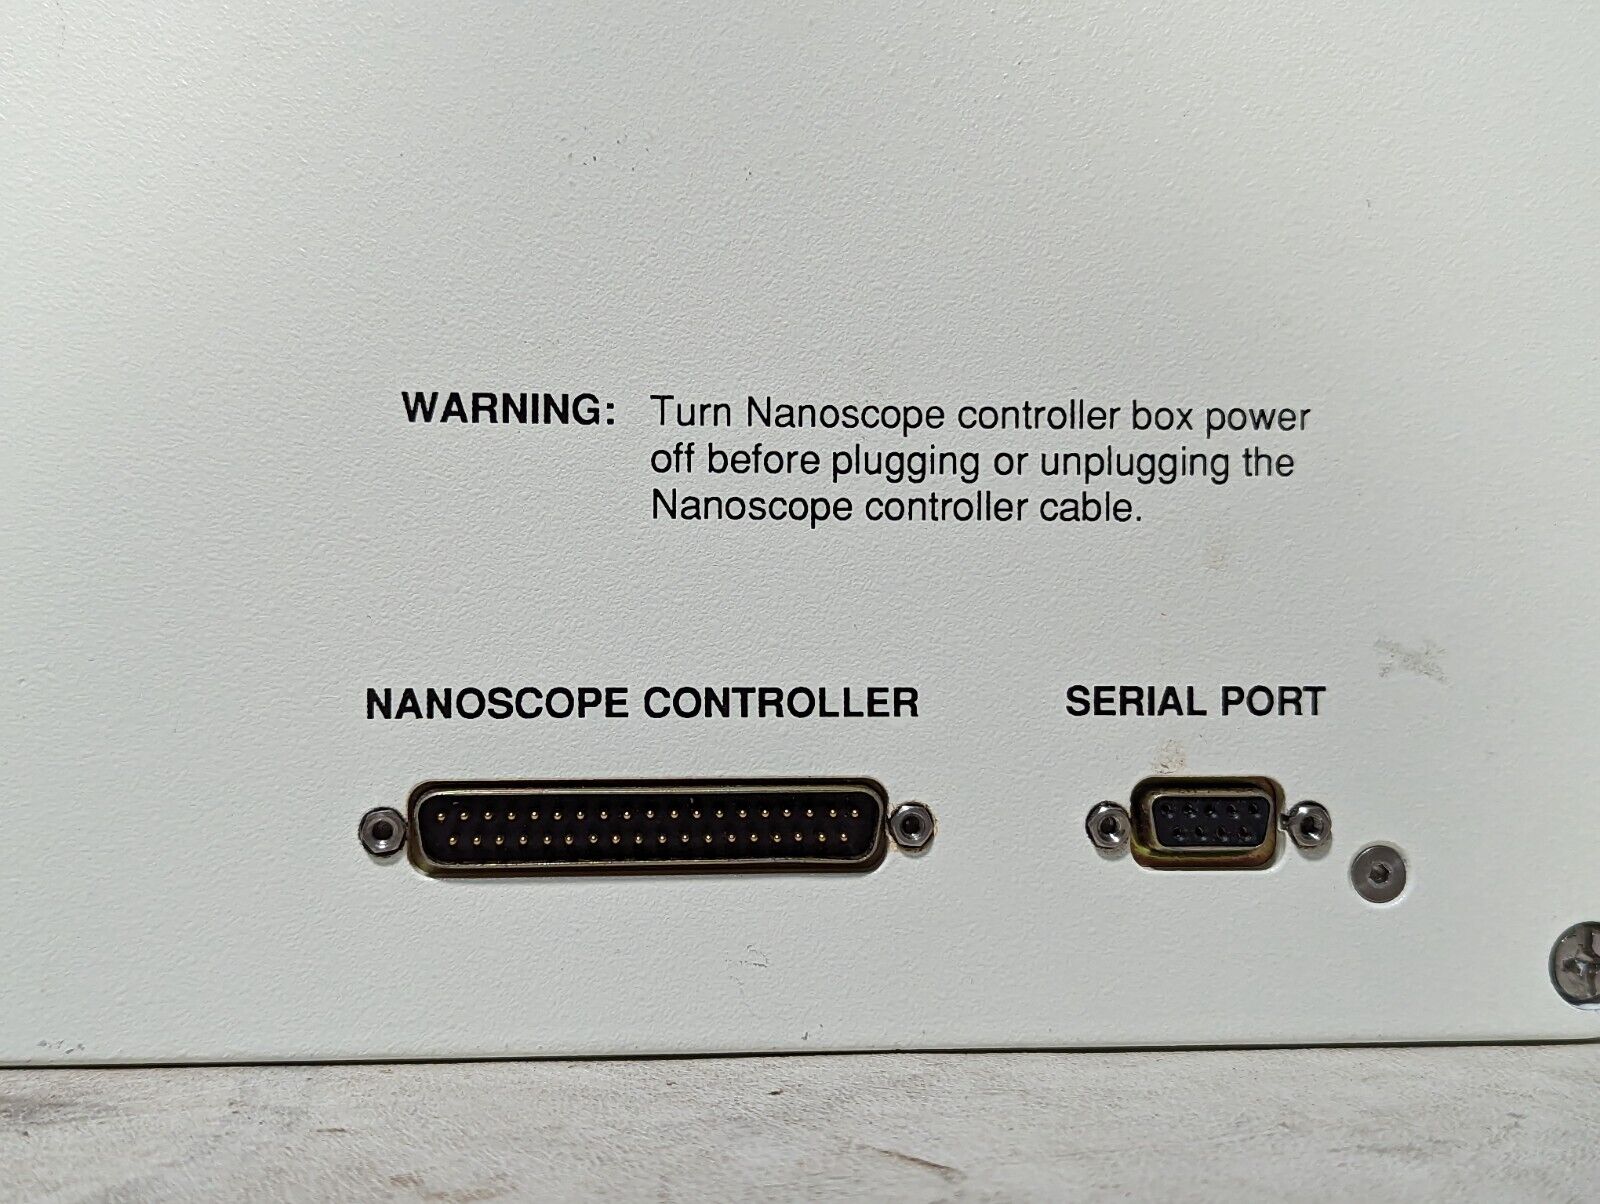 WARNING: Turn Nanoscope controller box power
off before plugging or unplugging the
Nanoscope controller cable.
NANOSCOPE CONTROLLER
SERIAL PORT